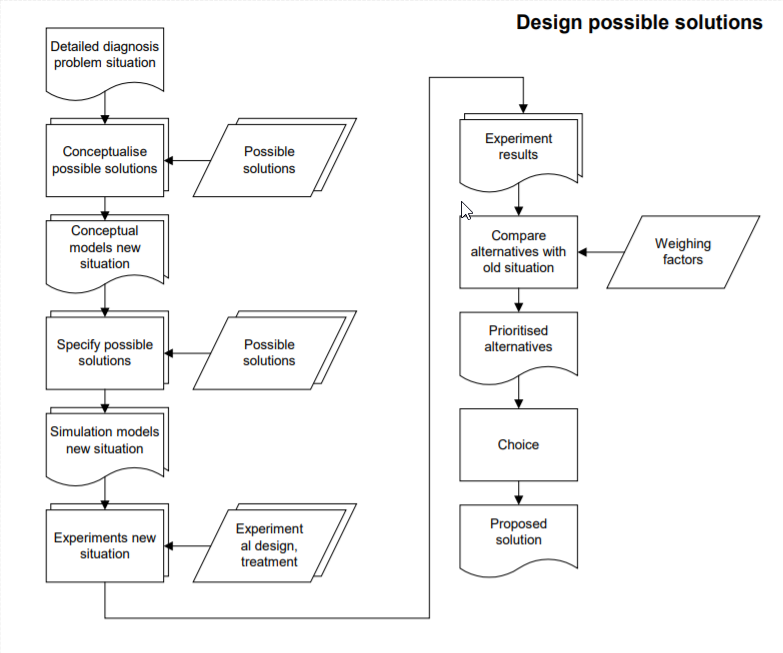 Design possible solutions
Detailed diagnosis
problem situation
Conceptualise
possible solutions
Possible
solutions
Conceptual
models new
situation
Specify possible
solutions
Possible
solutions
Simulation models
new situation
Experiments new
situation
Experiment
al design,
treatment
Experiment
results
Compare
alternatives with
old situation
Weighing
factors
Prioritised
alternatives
Choice
Proposed
solution